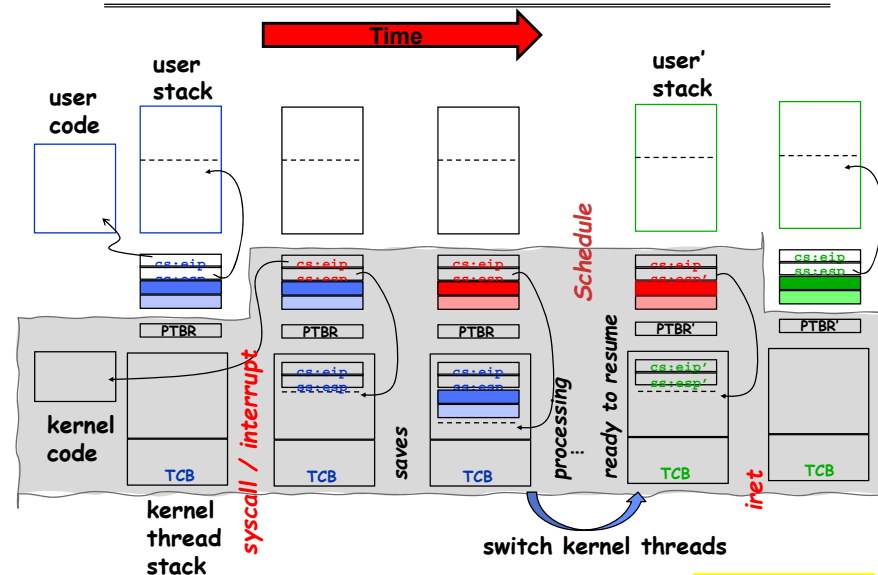 Time
user
code
user
stack
user'
stack
cs:eip
ss:esp
cs:eip
ss:esp
cs:eip
ss:esp
cs:eip
ss:esp'
cs:eip
ss:esp
PTBR
PTBR
PTBR
PTBR'
PTBR'
cs:eip
ss:esp
cs:eip
ss:esp
cs:eip'
ss:esp'
kernel
code
TCB
TCB
TCB
TCB
TCB
kernel
thread
stack
syscall / interrupt
saves
processing
...
Schedule
ready to resume
iret
switch kernel threads